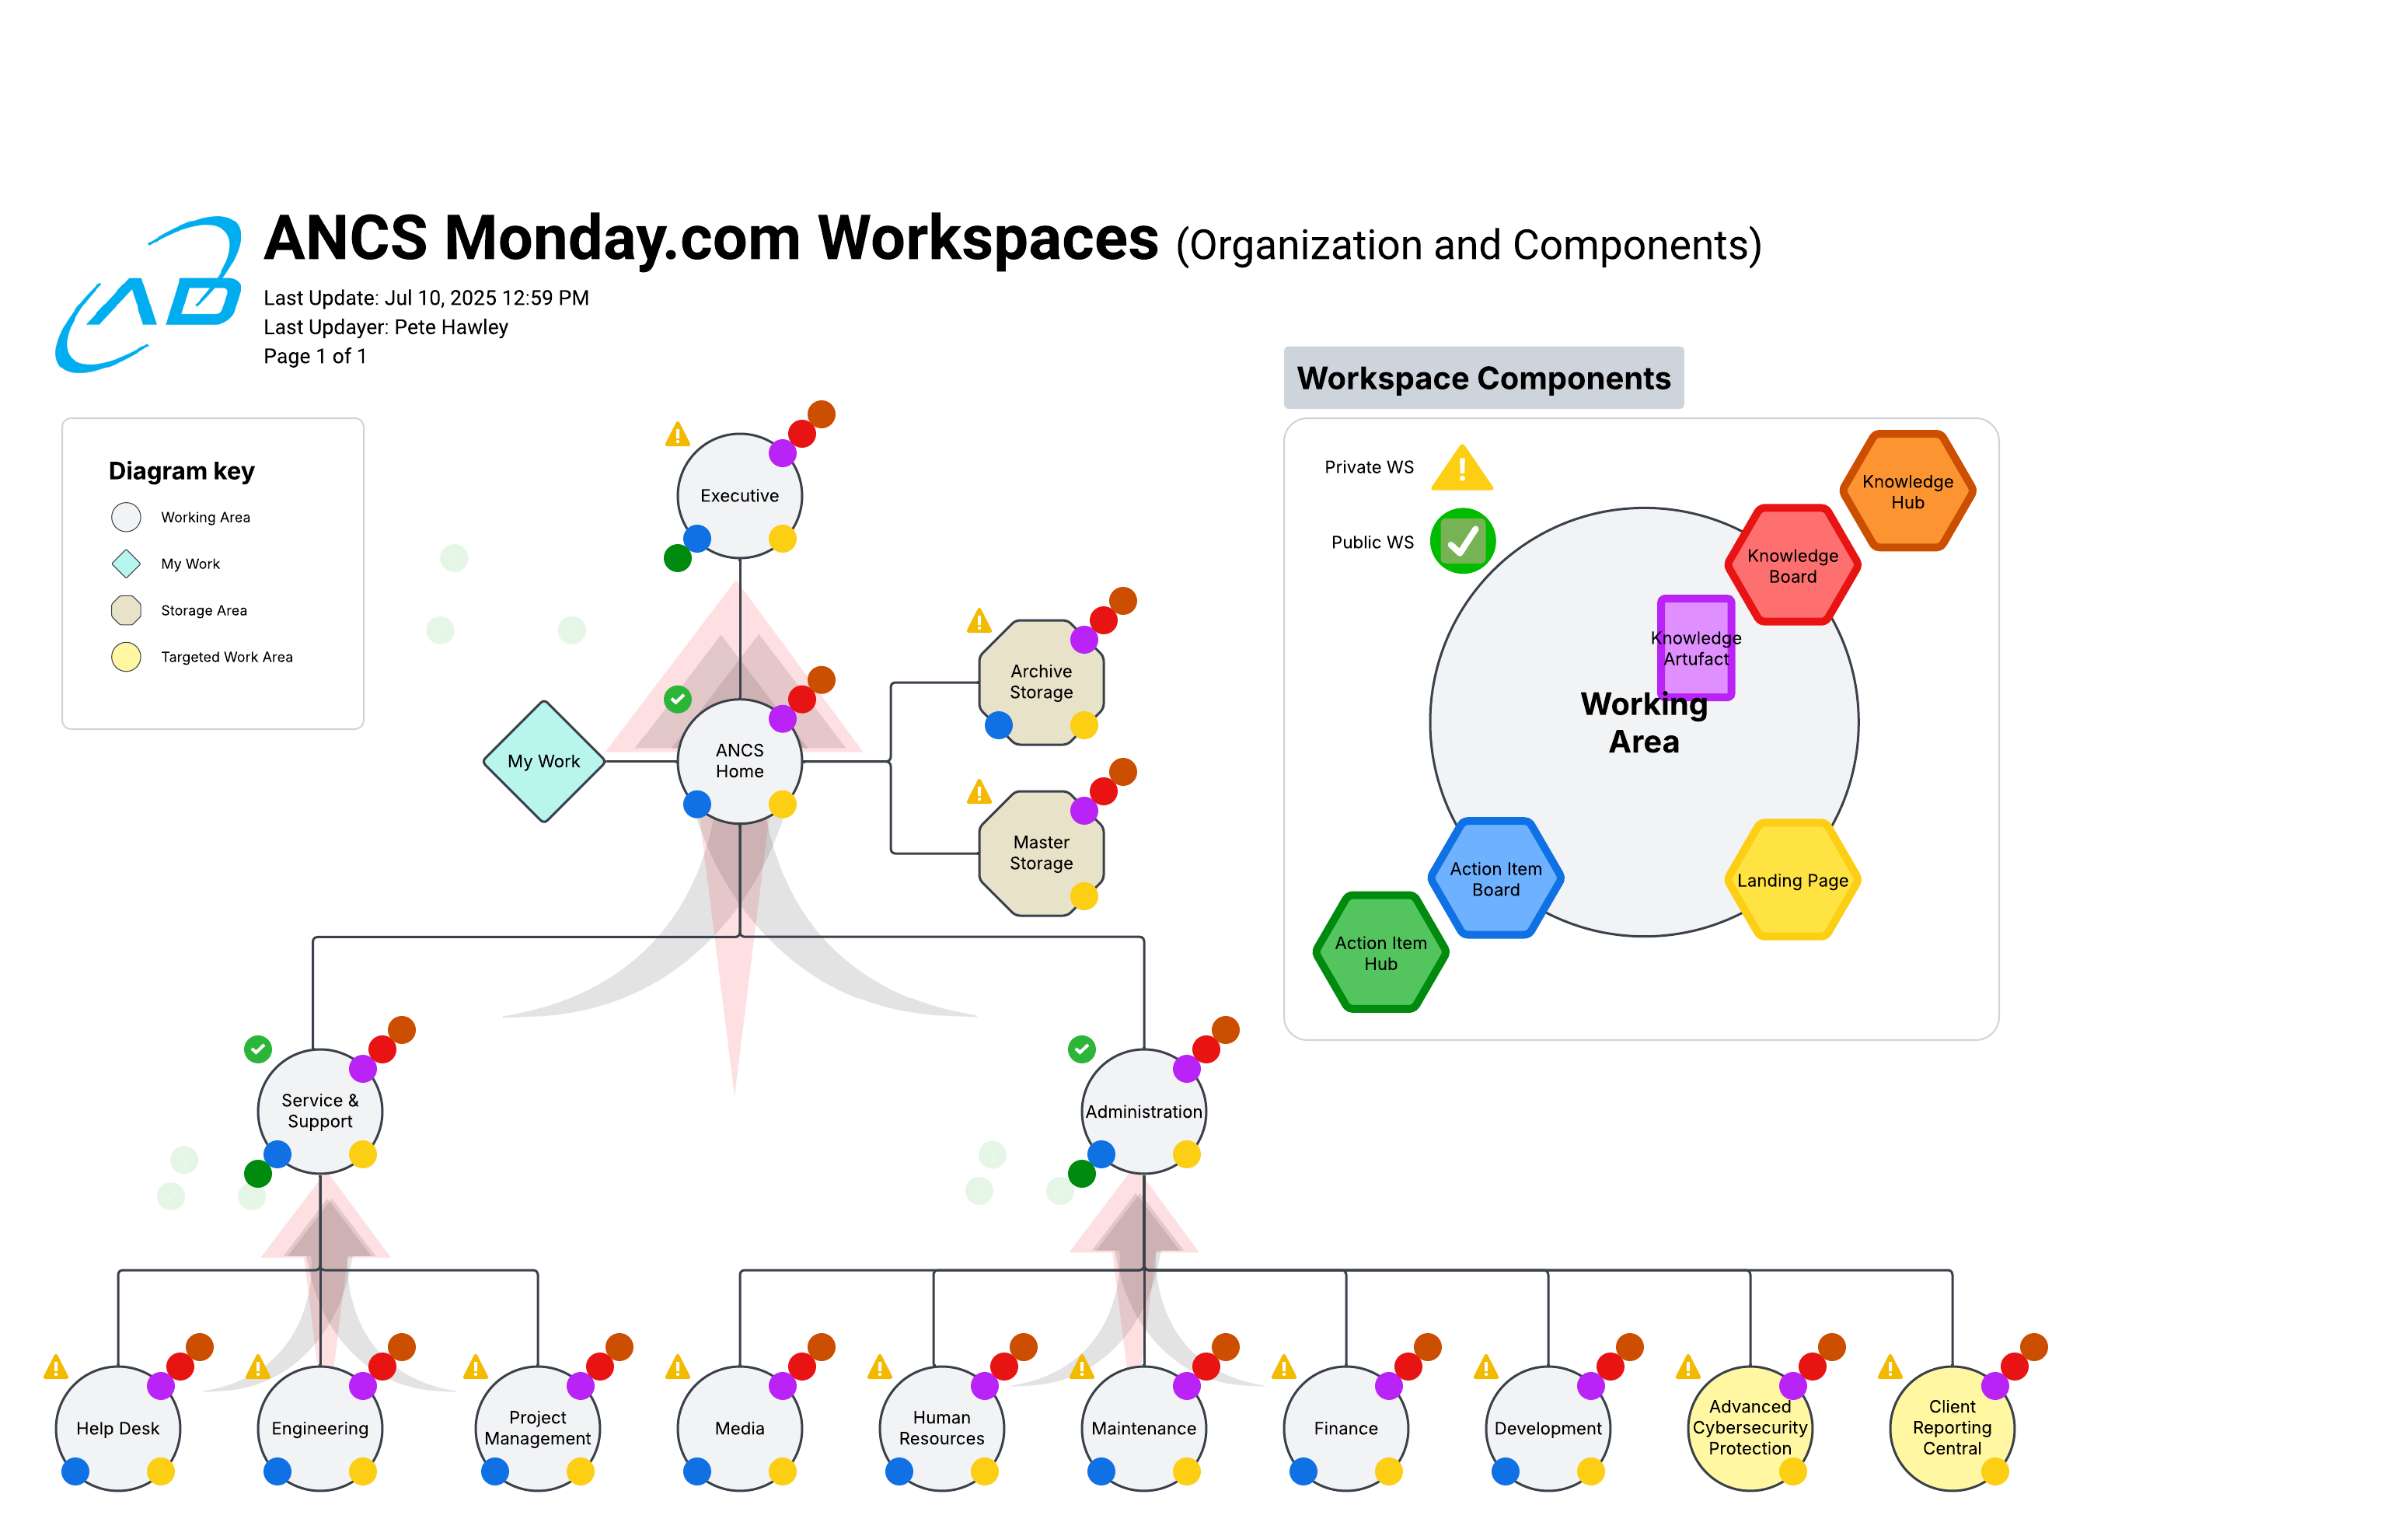 ANCS Monday.com Workspaces (Organization and Components)
Last Update: Jul 10, 2025 12:59 PM
Last Updayer: Pete Hawley
Page 1 of 1
Diagram key
Working Area
My Work
Storage Area
Targeted Work Area
Workspace Components
Private WS
Public WS
Knowledge
Hub
Knowledge
Board
Knowledge
Artufact
Working
Area
Action Item
Board
Landing Page
Action Item
Hub
Executive
My Work
ANCS
Home
Archive
Storage
Master
Storage
Service &
Support
Administration
Help Desk
Engineering
Project
Management
Media
Human
Resources
Maintenance
Finance
Development
Advanced
Cybersecurity
Protection
Client
Reporting
Central